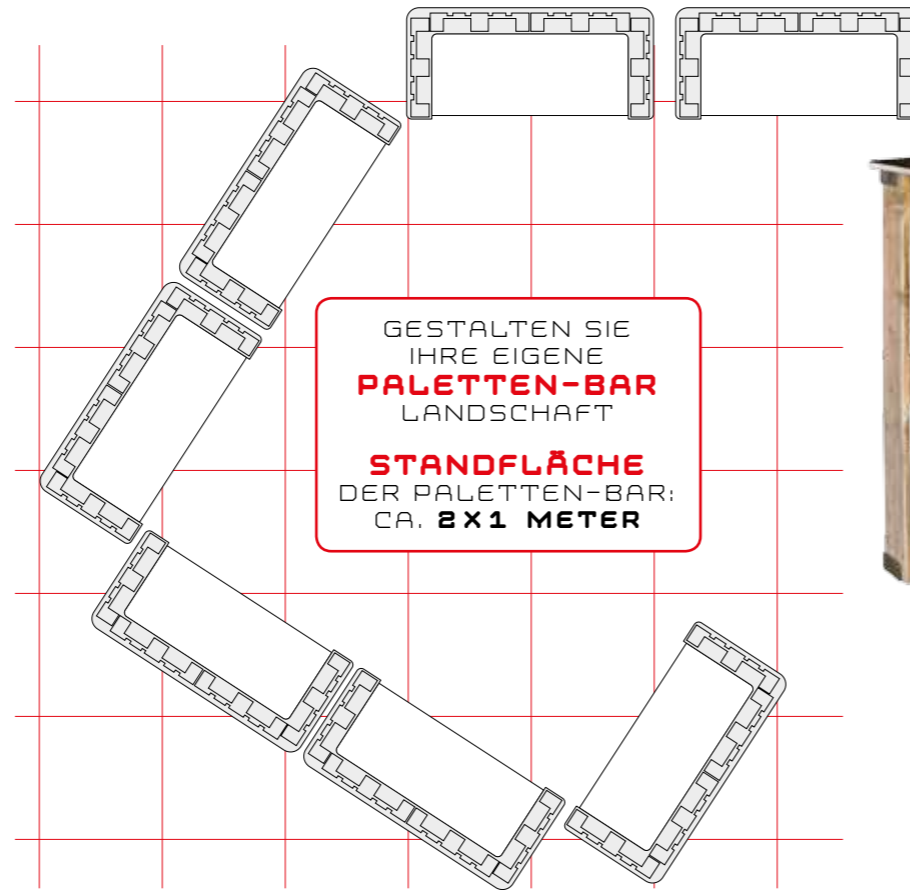 GESTALTEN SIE
IHRE EIGENE
PALETTEN-BAR
LANDSCHAFT
STANDFLÄCHE
DER PALETTEN-BAR:
CA. 2X1 METER